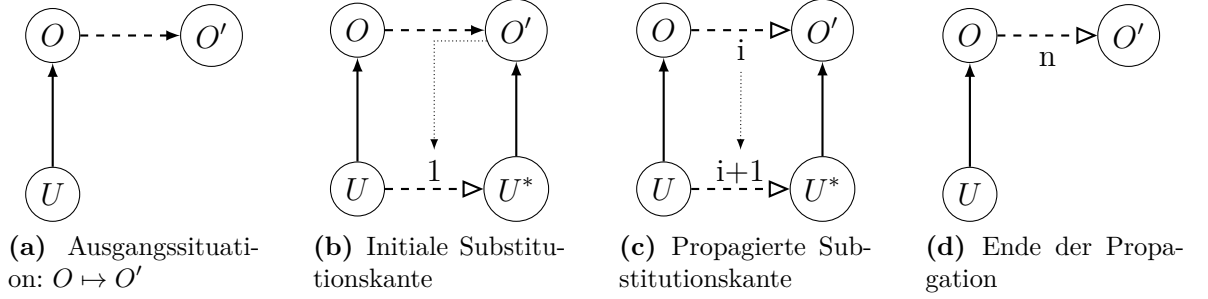 O O′ O O′ O O′ O O′
i n
1 i+1
U U U* U U* U
(a) Ausgangssituati-
on: O ↦ O′
(b) Initiale Substitu-
tionskante
(c) Propagierte Sub-
stitutionskante
(d) Ende der Propa-
gation